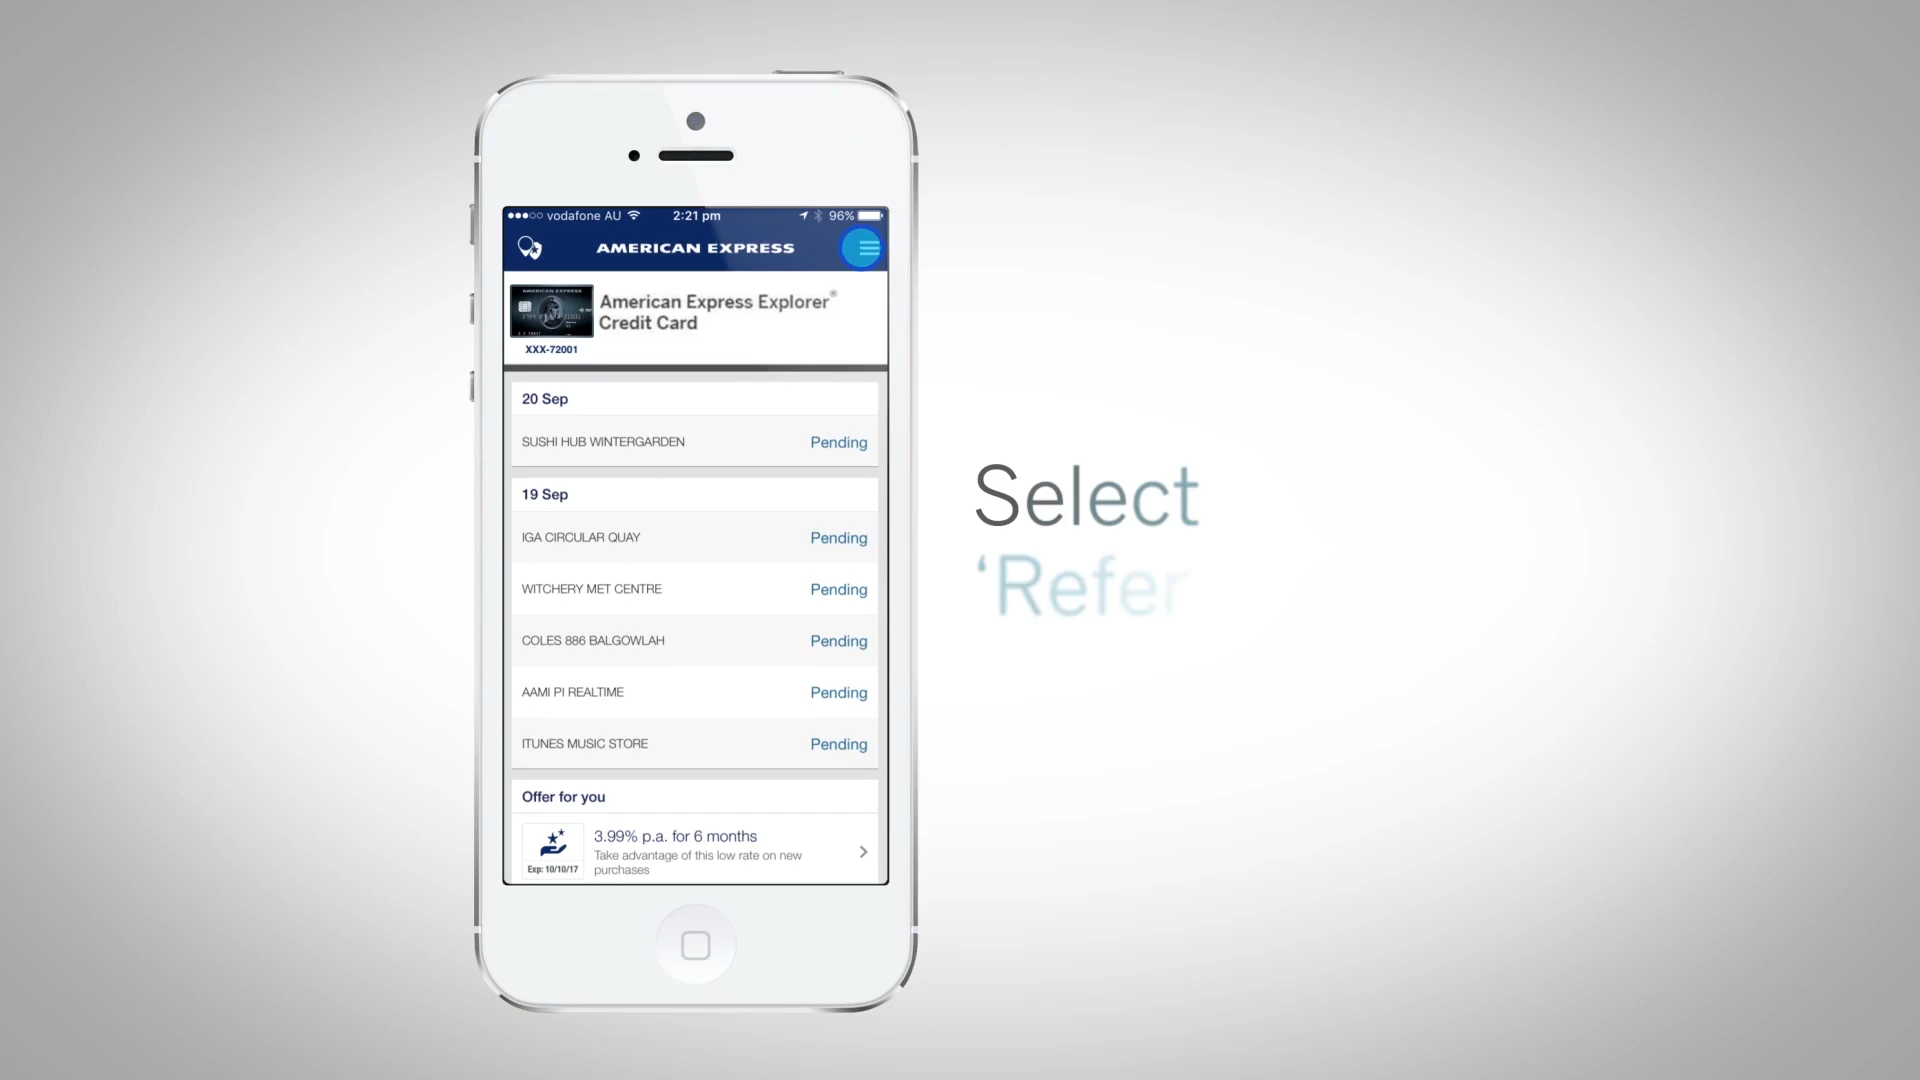 vodafone AU 2:21 pm 96%
AMERICAN EXPRESS
AMERICAN EXPRESS
American Express Explorer®
Credit Card
XXX-72001
20 Sep
SUSHI HUB WINTERGARDEN Pending
19 Sep
IGA CIRCULAR QUAY Pending
WITCHERY MET CENTRE Pending
COLES 886 BALGOWLAH Pending
AAMI PI REALTIME Pending
ITUNES MUSIC STORE Pending
Offer for you
3.99% p.a. for 6 months
Take advantage of this low rate on new
purchases
Exp: 10/10/17
Select
‘Refer